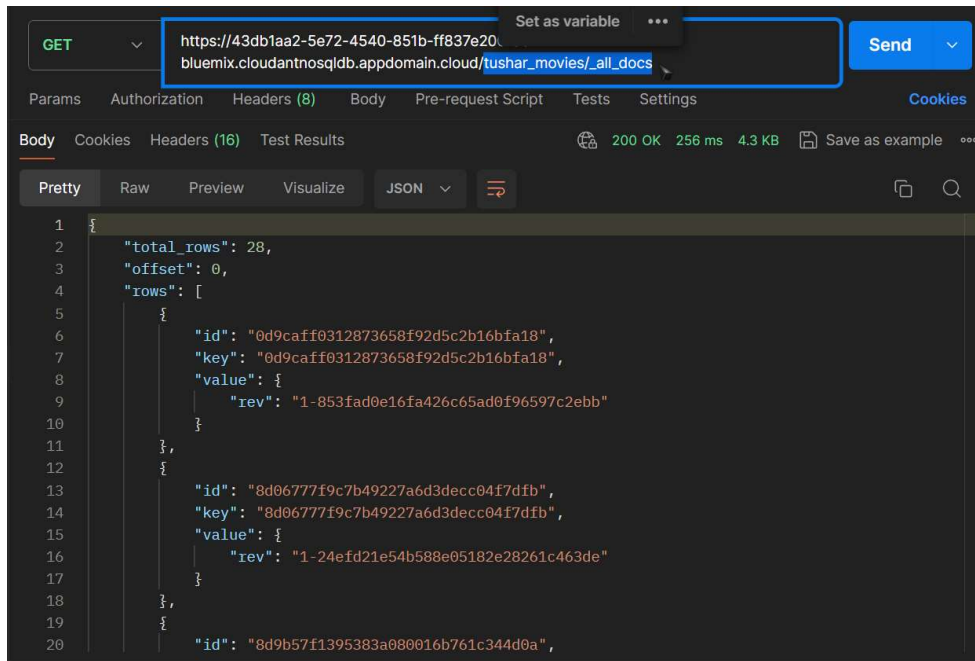 Set as variable •••
GET
https://43db1aa2-5e72-4540-851b-ff837e20
bluemix.cloudantnosqldb.appdomain.cloud/tushar_movies/_all_docs
Send
Params Authorization Headers (8) Body Pre-request Script Tests Settings Cookies
Body Cookies Headers (16) Test Results 200 OK 256 ms 4.3 KB Save as example
Pretty Raw Preview Visualize JSON
1 {
2 "total_rows": 28,
3 "offset": 0,
4 "rows": [
5 {
6 "id": "0d9caff0312873658f92d5c2b16bfa18",
7 "key": "0d9caff0312873658f92d5c2b16bfa18",
8 "value": {
9 "rev": "1-853fad0e16fa426c65ad0f96597c2ebb"
10 }
11 },
12 {
13 "id": "8d06777f9c7b49227a6d3decc04f7dfb",
14 "key": "8d06777f9c7b49227a6d3decc04f7dfb",
15 "value": {
16 "rev": "1-24efd21e54b588e05182e28261c463de"
17 }
18 },
19 {
20 "id": "8d9b57f1395383a080016b761c344d0a",